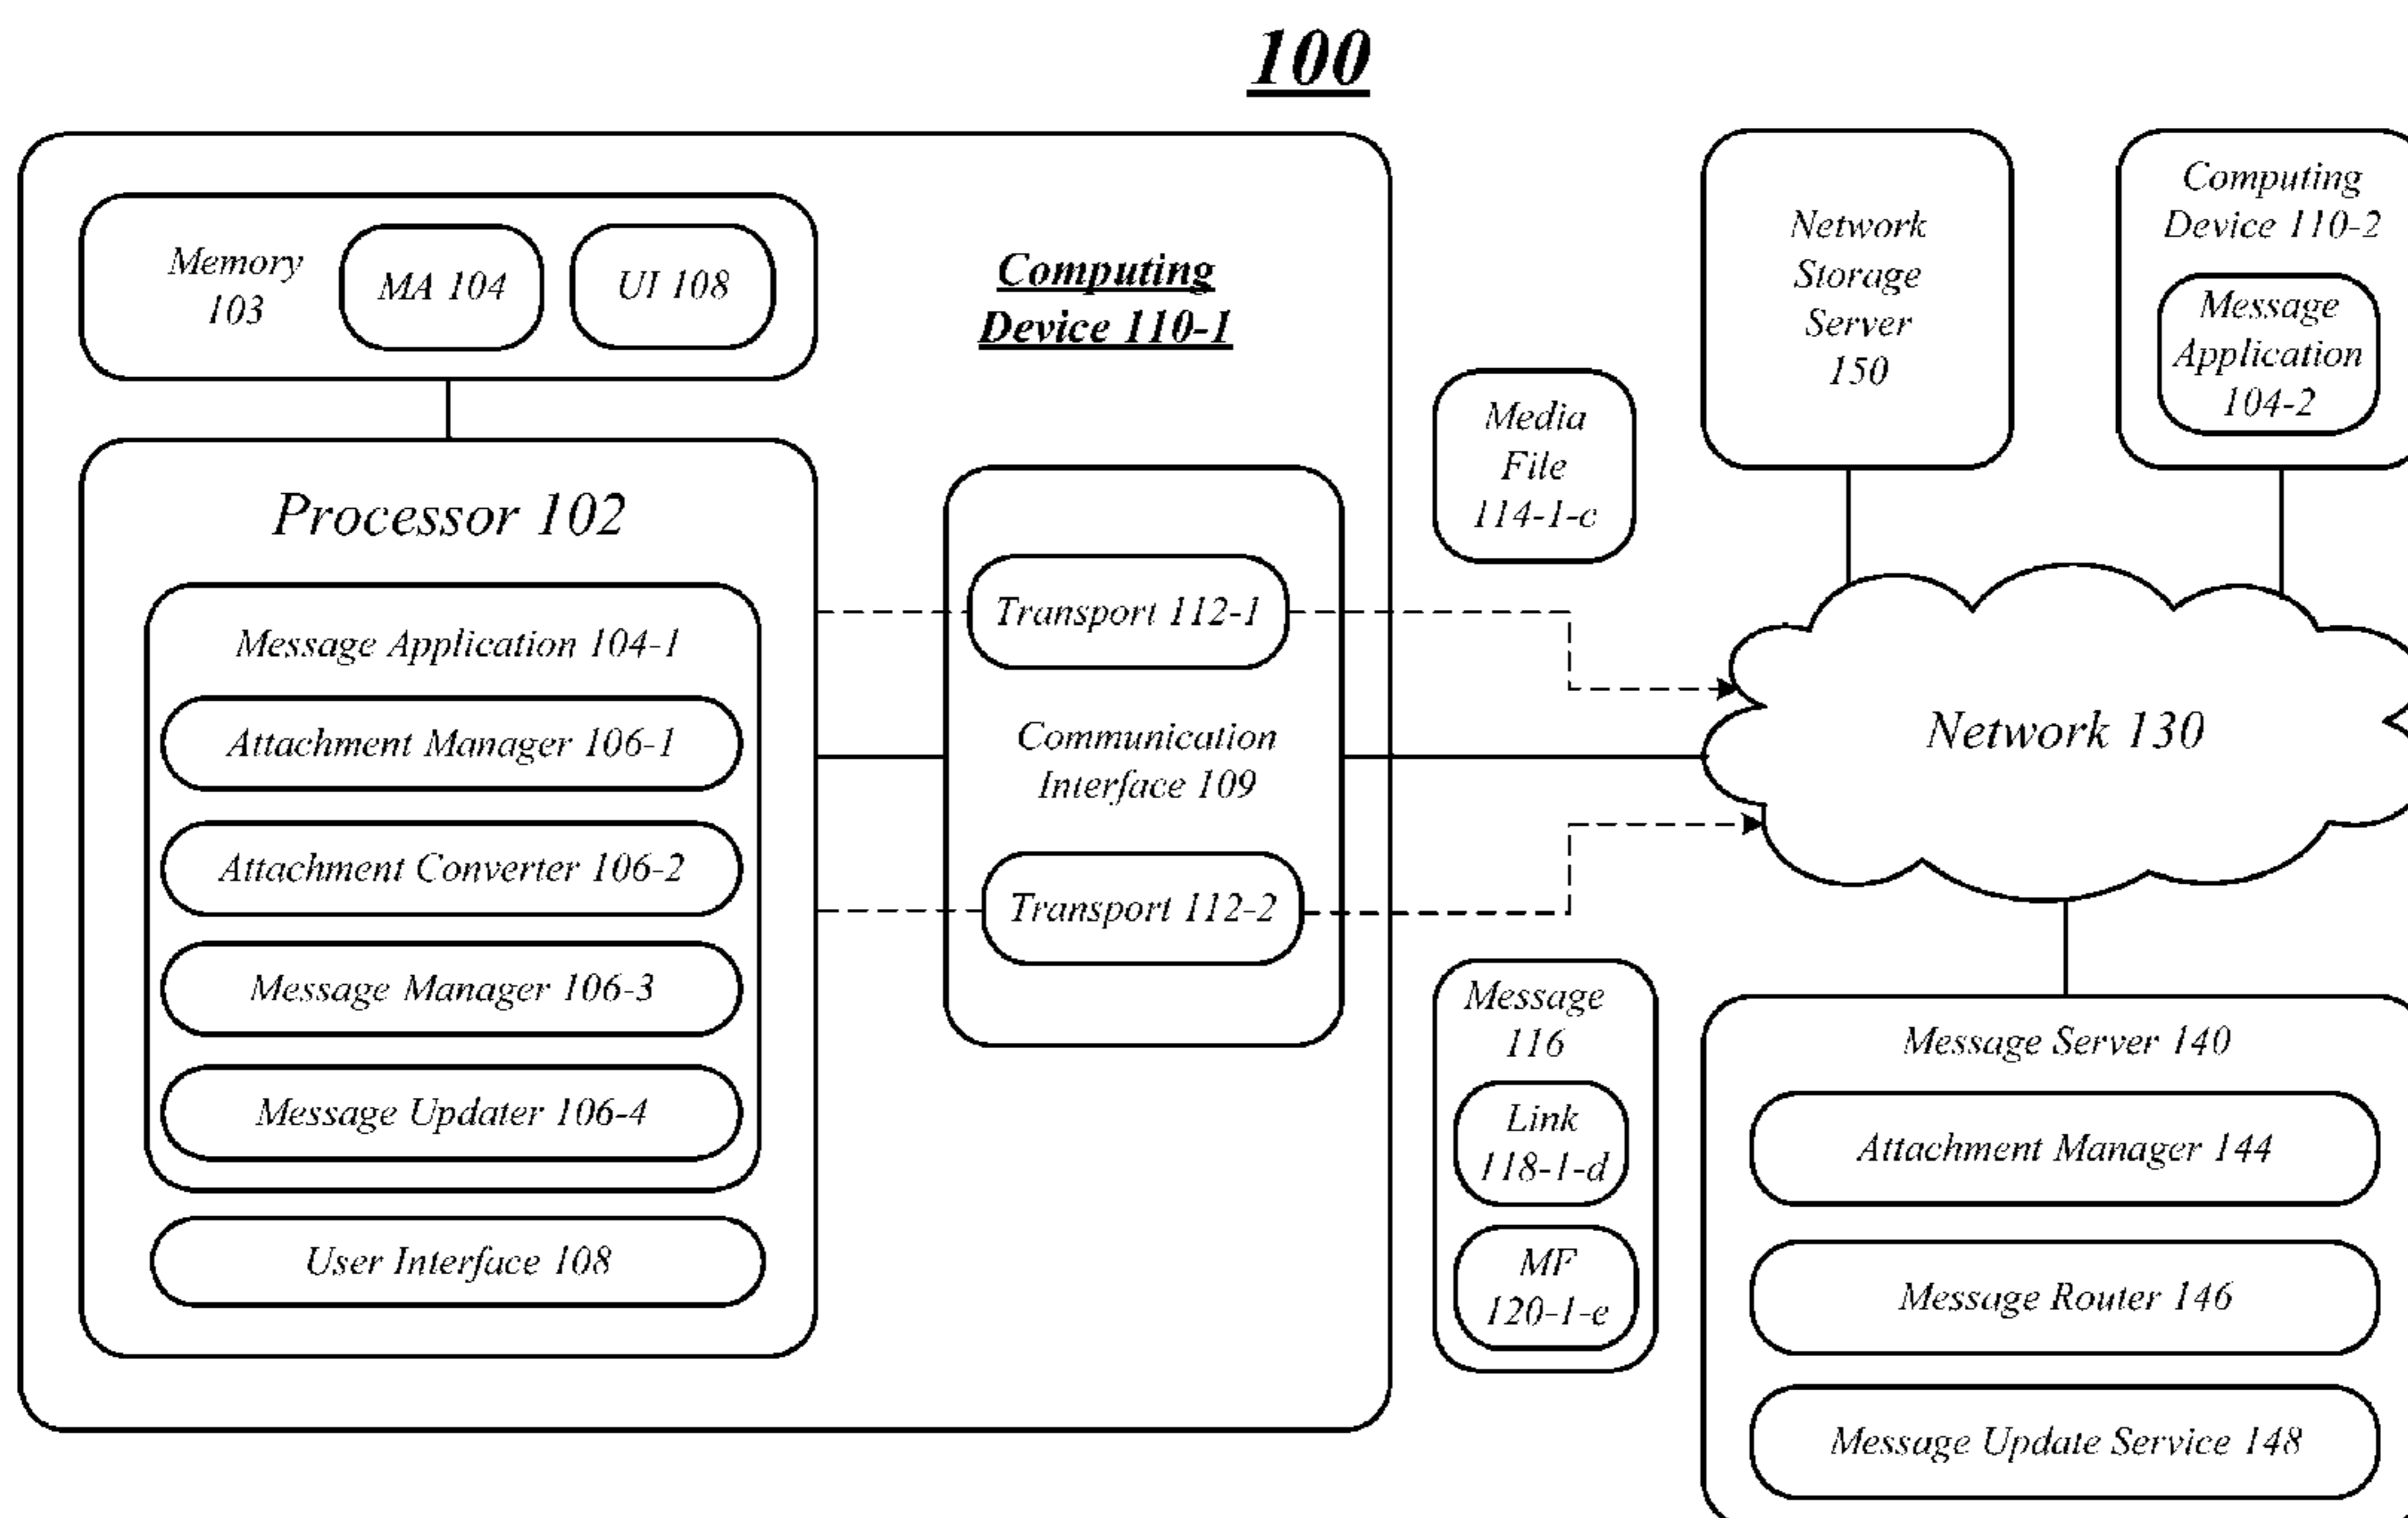 100
Memory
103
MA 104
UI 108
Computing
Device 110-1
Processor 102
Message Application 104-1
Attachment Manager 106-1
Attachment Converter 106-2
Message Manager 106-3
Message Updater 106-4
User Interface 108
Transport 112-1
Communication
Interface 109
Transport 112-2
Media
File
114-1-c
Message
116
Link
118-1-d
MF
120-1-e
Network
Storage
Server
150
Computing
Device 110-2
Message
Application
104-2
Network 130
Message Server 140
Attachment Manager 144
Message Router 146
Message Update Service 148